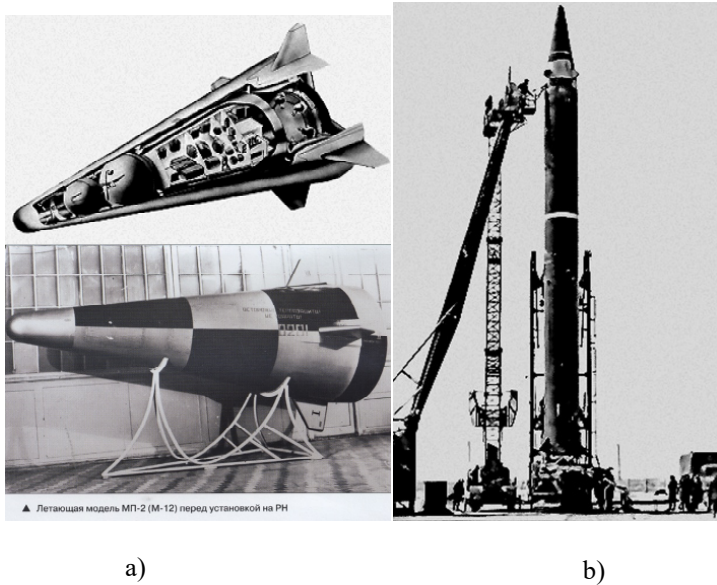 ▲ Летающая модель МП-2 (М-12) перед установкой на РН
a)
b)